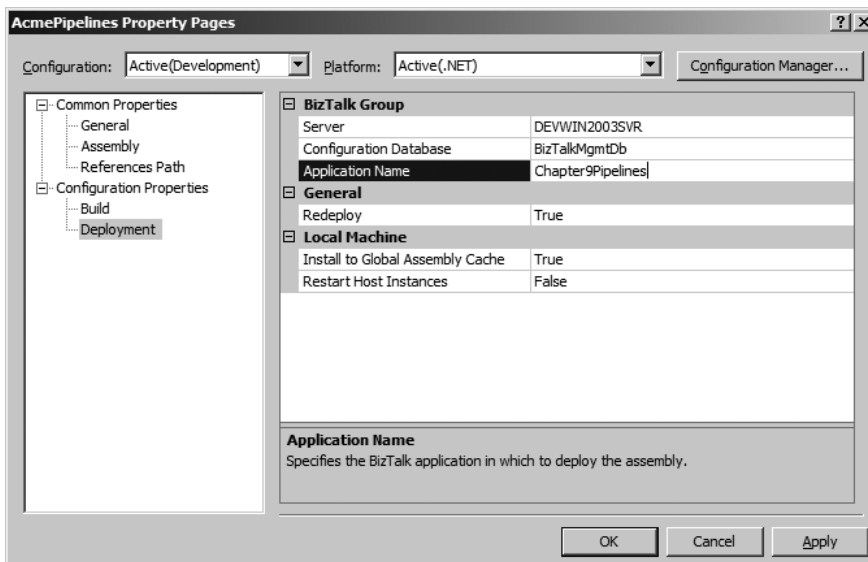 AcmePipelines Property Pages
Configuration: Active(Development) Platform: Active(.NET) Configuration Manager...
Common Properties
General
Assembly
References Path
Configuration Properties
Build
Deployment
BizTalk Group
Server DEVWIN2003SVR
Configuration Database BizTalkMgmtDb
Application Name Chapter9Pipelines
General
Redeploy True
Local Machine
Install to Global Assembly Cache True
Restart Host Instances False
Application Name
Specifies the BizTalk application in which to deploy the assembly.
OK Cancel Apply